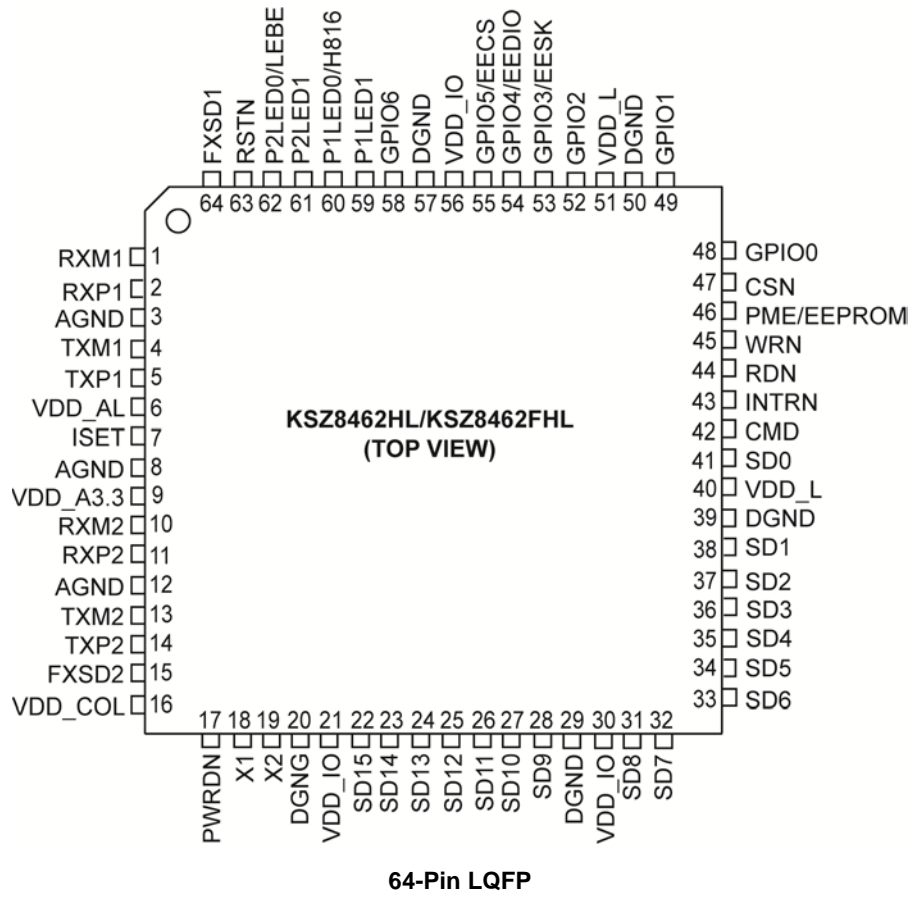 FXSD1
RSTN
P2LED0/LEBE
P2LED1
P1LED0/H816
P1LED1
GPIO6
DGND
VDD_IO
GPIO5/EECS
GPIO4/EEDIO
GPIO3/EESK
GPIO2
VDD_L
DGND
GPIO1
64 63 62 61 60 59 58 57 56 55 54 53 52 51 50 49
RXM1 1
RXP1 2
AGND 3
TXM1 4
TXP1 5
VDD_AL 6
ISET 7
AGND 8
VDD_A3.3 9
RXM2 10
RXP2 11
AGND 12
TXM2 13
TXP2 14
FXSD2 15
VDD_COL 16
KSZ8462HL/KSZ8462FHL
(TOP VIEW)
48 GPIO0
47 CSN
46 PME/EEPROM
45 WRN
44 RDN
43 INTRN
42 CMD
41 SD0
40 VDD_L
39 DGND
38 SD1
37 SD2
36 SD3
35 SD4
34 SD5
33 SD6
17 18 19 20 21 22 23 24 25 26 27 28 29 30 31 32
PWRDN
X1
X2
DGNG
VDD_IO
SD15
SD14
SD13
SD12
SD11
SD10
SD9
DGND
VDD_IO
SD8
SD7
64-Pin LQFP